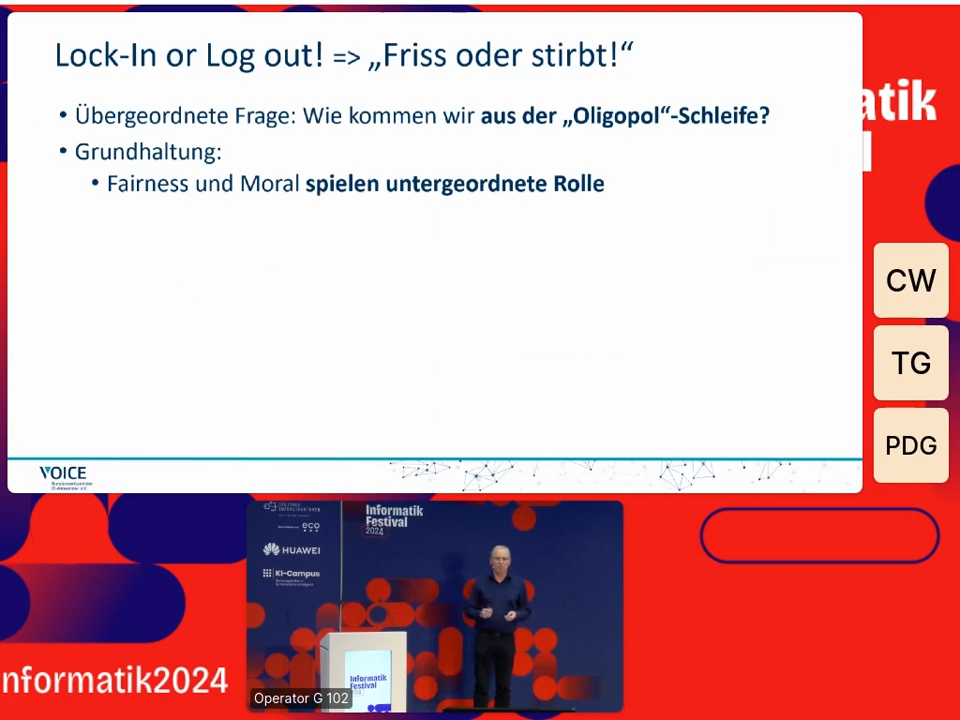 Lock-In or Log out! => „Friss oder stirbt!“
• Übergeordnete Frage: Wie kommen wir aus der „Oligopol“-Schleife?
• Grundhaltung:
• Fairness und Moral spielen untergeordnete Rolle
VOICE
atik
CW
TG
PDG
eco
HUAWEI
KI-Campus
Informatik
Festival
2024
Informatik
Festival
Operator G 102
nformatik2024